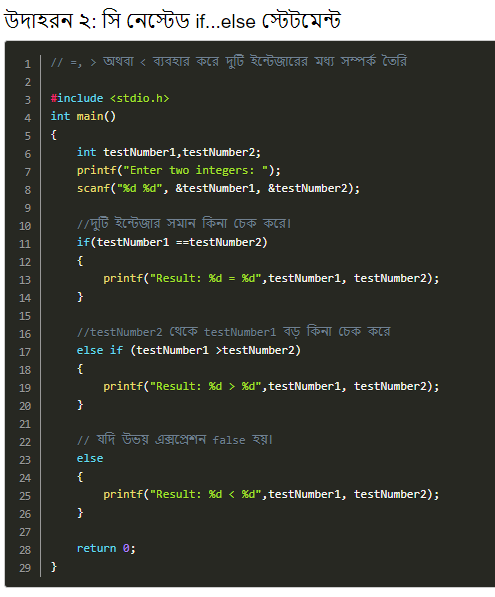 উদাহরন ২: সি নেস্টেড if...else স্টেটমেন্ট
1 // =, > অথবা < ব্যবহার করে দুটি ইন্টেজারের মধ্য সম্পর্ক তৈরি
2
3 #include <stdio.h>
4 int main()
5 {
6     int testNumber1,testNumber2;
7     printf("Enter two integers: ");
8     scanf("%d %d", &testNumber1, &testNumber2);
9
10     //দুটি ইন্টেজার সমান কিনা চেক করে।
11     if(testNumber1 ==testNumber2)
12     {
13         printf("Result: %d = %d",testNumber1, testNumber2);
14     }
15
16     //testNumber2 থেকে testNumber1 বড় কিনা চেক করে
17     else if (testNumber1 >testNumber2)
18     {
19         printf("Result: %d > %d",testNumber1, testNumber2);
20     }
21
22     // যদি উভয় এক্সপ্রেশন false হয়।
23     else
24     {
25         printf("Result: %d < %d",testNumber1, testNumber2);
26     }
27
28     return 0;
29 }